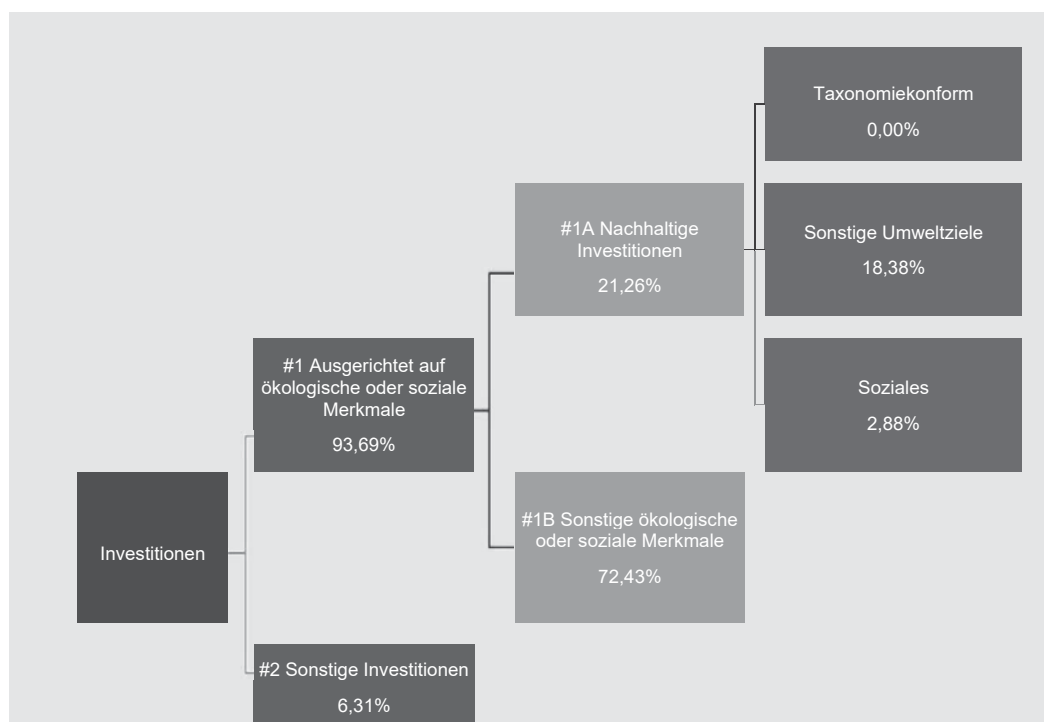 Investitionen
#1 Ausgerichtet auf
ökologische oder soziale
Merkmale
93,69%
#2 Sonstige Investitionen
6,31%
#1A Nachhaltige
Investitionen
21,26%
#1B Sonstige ökologische
oder soziale Merkmale
72,43%
Taxonomiekonform
0,00%
Sonstige Umweltziele
18,38%
Soziales
2,88%